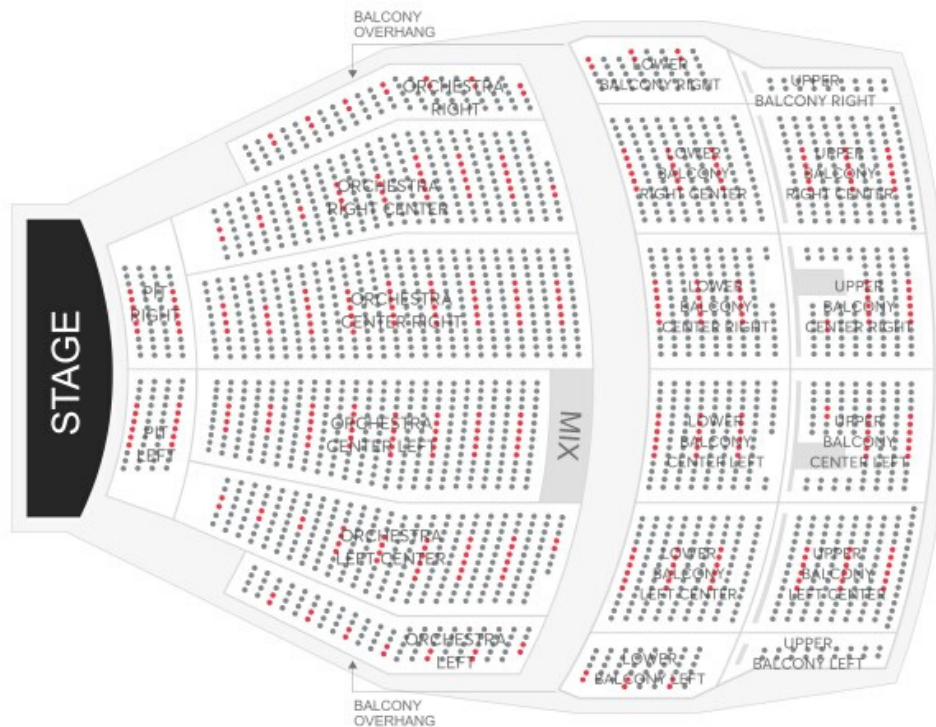 BALCONY
OVERHANG
ORCHESTRA
RIGHT
LOWER
BALCONY RIGHT
UPPER
BALCONY RIGHT
ORCHESTRA
RIGHT CENTER
LOWER
BALCONY
RIGHT CENTER
UPPER
BALCONY
RIGHT CENTER
STAGE
PIT
RIGHT
ORCHESTRA
CENTER RIGHT
LOWER
BALCONY
CENTER RIGHT
UPPER
BALCONY
CENTER RIGHT
PIT
LEFT
ORCHESTRA
CENTER LEFT
MIX
LOWER
BALCONY
CENTER LEFT
UPPER
BALCONY
CENTER LEFT
ORCHESTRA
LEFT CENTER
LOWER
BALCONY
LEFT CENTER
UPPER
BALCONY
LEFT CENTER
ORCHESTRA
LEFT
LOWER
BALCONY LEFT
UPPER
BALCONY LEFT
BALCONY
OVERHANG